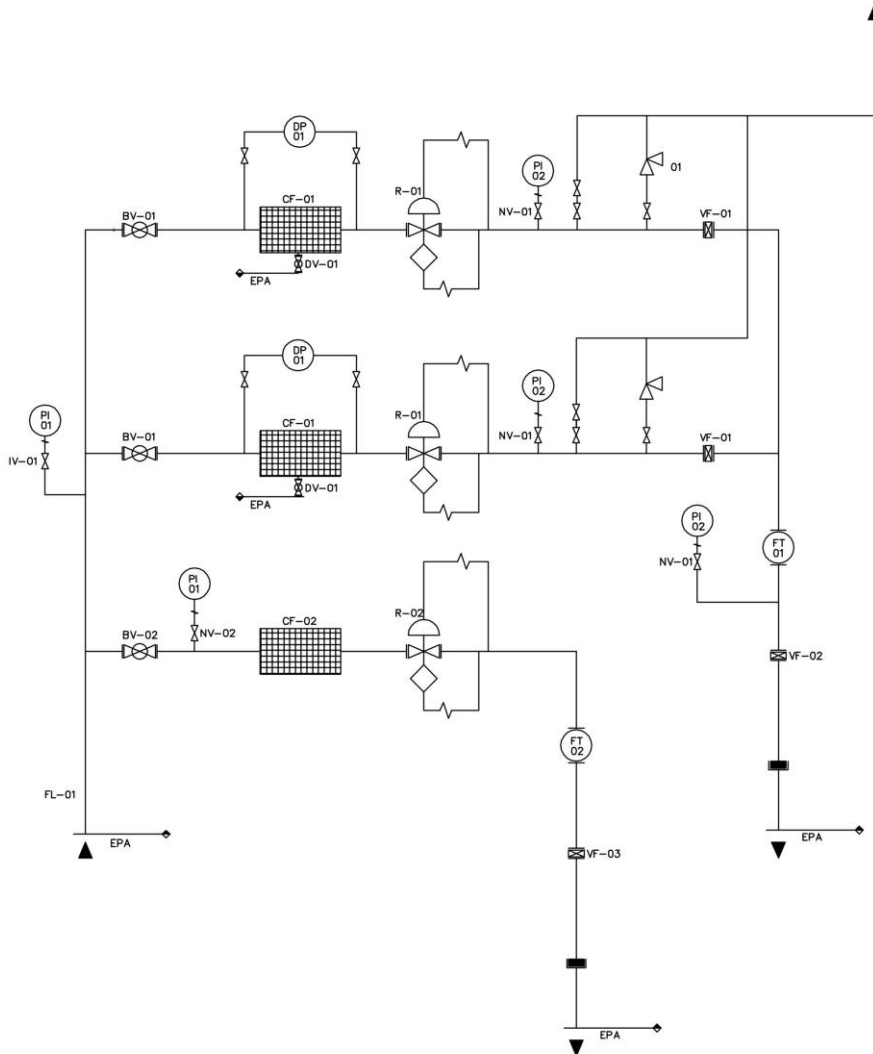 DP
01
CF-01
R-01
PI
02
01
BV-01
NV-01
VF-01
DV-01
EPA
DP
01
PI
02
CF-01
R-01
PI
01
BV-01
NV-01
VF-01
IV-01
DV-01
EPA
PI
02
FT
01
NV-01
PI
01
CF-02
R-02
BV-02
NV-02
VF-02
FT
02
FL-01
EPA
EPA
VF-03
EPA